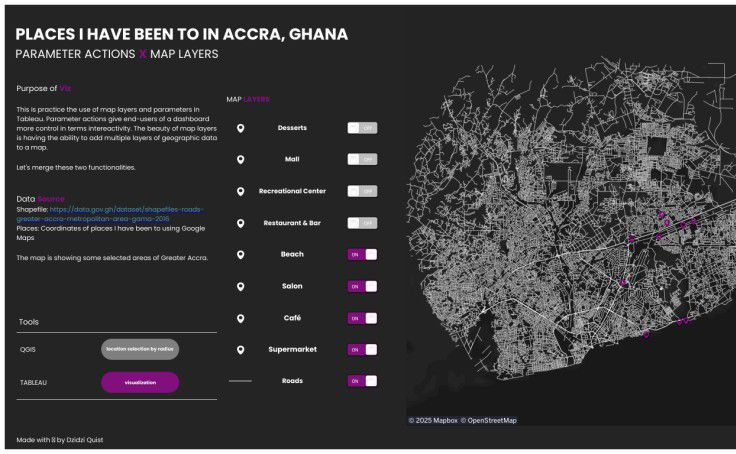 PLACES I HAVE BEEN TO IN ACCRA, GHANA
PARAMETER ACTIONS X MAP LAYERS
Purpose of Viz
This is practice the use of map layers and parameters in
Tableau. Parameter actions give end-users of a dashboard
more control in terms intereactivity. The beauty of map layers
is having the ability to add multiple layers of geographic data
to a map.
Let's merge these two functionalities.
Data Source
Shapefile: https://data.gov.gh/dataset/shapefiles-roads-
greater-accra-metropolitan-area-gama-2016
Places: Coordinates of places I have been to using Google
Maps
The map is showing some selected areas of Greater Accra.
Tools
QGIS location selection by radius
TABLEAU visualization
Made with by Dzidzi Quist
MAP LAYERS
Desserts OFF
Mall OFF
Recreational Center OFF
Restaurant & Bar OFF
Beach ON
Salon ON
Café ON
Supermarket ON
Roads ON
© 2025 Mapbox © OpenStreetMap